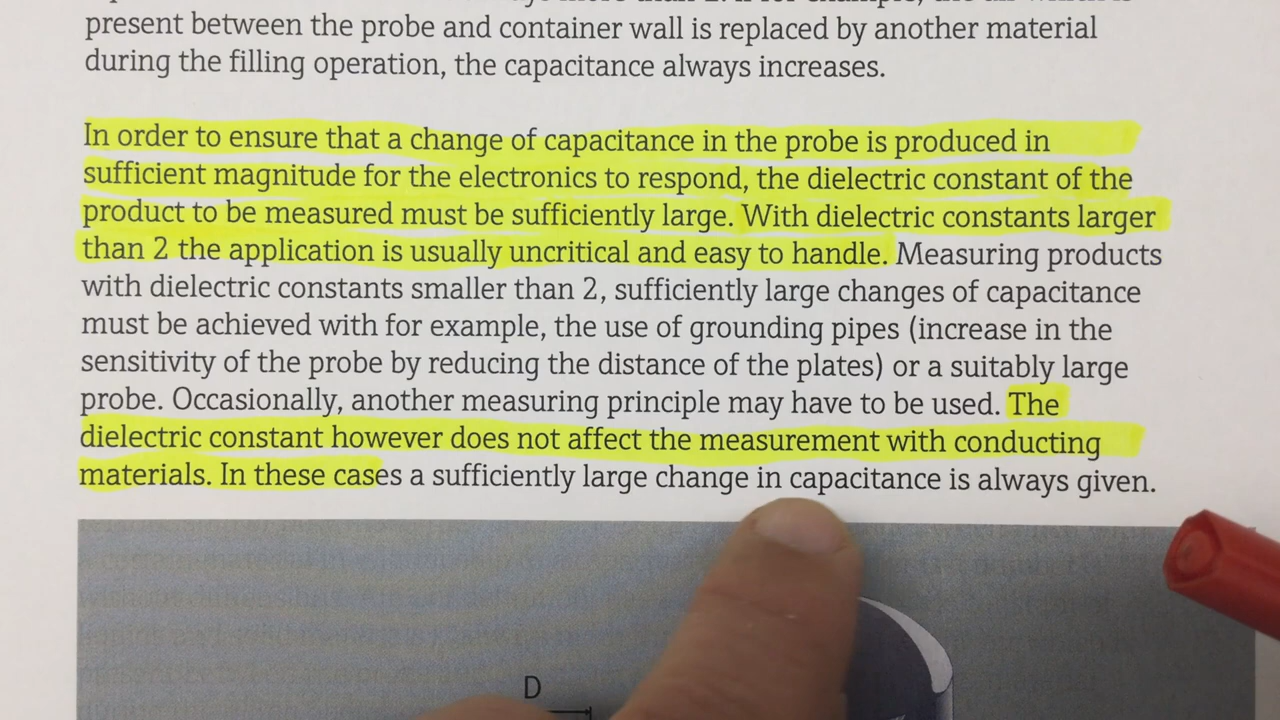 present between the probe and container wall is replaced by another material
during the filling operation, the capacitance always increases.
In order to ensure that a change of capacitance in the probe is produced in
sufficient magnitude for the electronics to respond, the dielectric constant of the
product to be measured must be sufficiently large. With dielectric constants larger
than 2 the application is usually uncritical and easy to handle. Measuring products
with dielectric constants smaller than 2, sufficiently large changes of capacitance
must be achieved with for example, the use of grounding pipes (increase in the
sensitivity of the probe by reducing the distance of the plates) or a suitably large
probe. Occasionally, another measuring principle may have to be used. The
dielectric constant however does not affect the measurement with conducting
materials. In these cases a sufficiently large change in capacitance is always given.
D